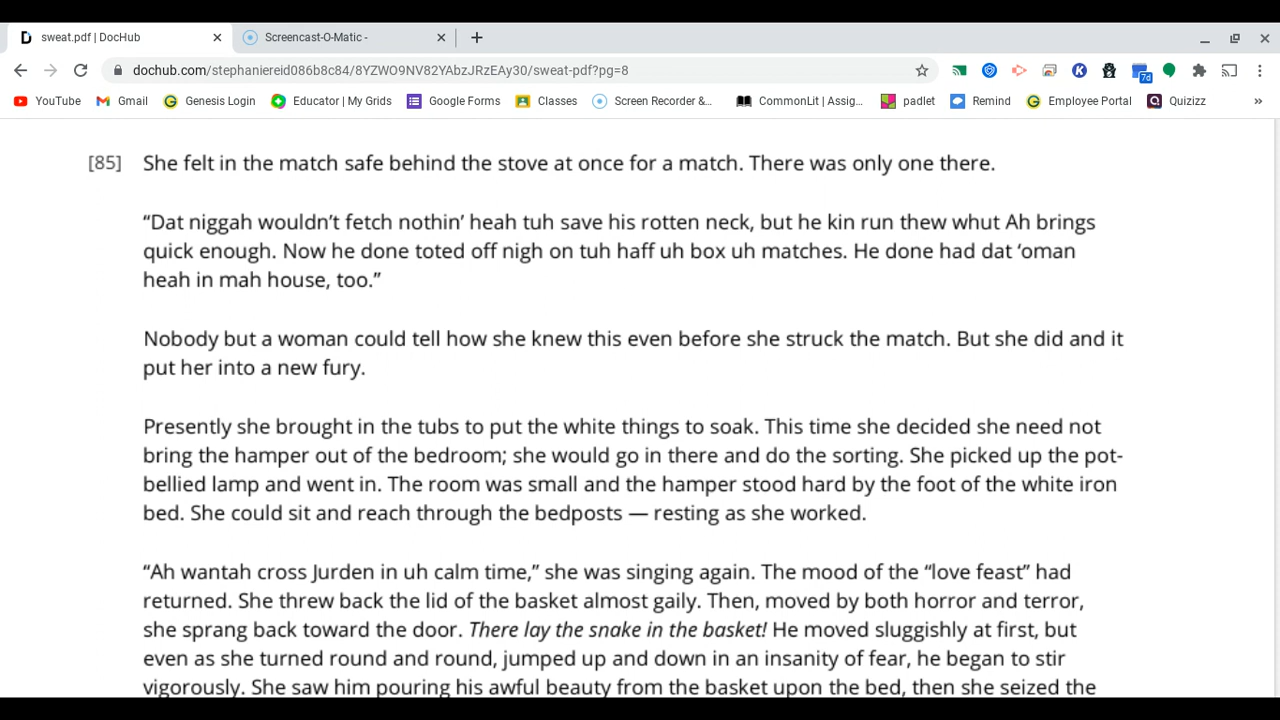 sweat.pdf | DocHub
Screencast-O-Matic -
dochub.com/stephaniereid086b8c84/8YZWO9NV82YAbzJRzEAy30/sweat-pdf?pg=8
7d
YouTube Gmail Genesis Login Educator | My Grids Google Forms Classes Screen Recorder &... CommonLit | Assig... padlet Remind Employee Portal Quizizz »
[85] She felt in the match safe behind the stove at once for a match. There was only one there.
“Dat niggah wouldn’t fetch nothin’ heah tuh save his rotten neck, but he kin run thew whut Ah brings
quick enough. Now he done toted off nigh on tuh haff uh box uh matches. He done had dat ‘oman
heah in mah house, too.”
Nobody but a woman could tell how she knew this even before she struck the match. But she did and it
put her into a new fury.
Presently she brought in the tubs to put the white things to soak. This time she decided she need not
bring the hamper out of the bedroom; she would go in there and do the sorting. She picked up the pot-
bellied lamp and went in. The room was small and the hamper stood hard by the foot of the white iron
bed. She could sit and reach through the bedposts — resting as she worked.
“Ah wantah cross Jurden in uh calm time,” she was singing again. The mood of the “love feast” had
returned. She threw back the lid of the basket almost gaily. Then, moved by both horror and terror,
she sprang back toward the door. There lay the snake in the basket! He moved sluggishly at first, but
even as she turned round and round, jumped up and down in an insanity of fear, he began to stir
vigorously. She saw him pouring his awful beauty from the basket upon the bed, then she seized the